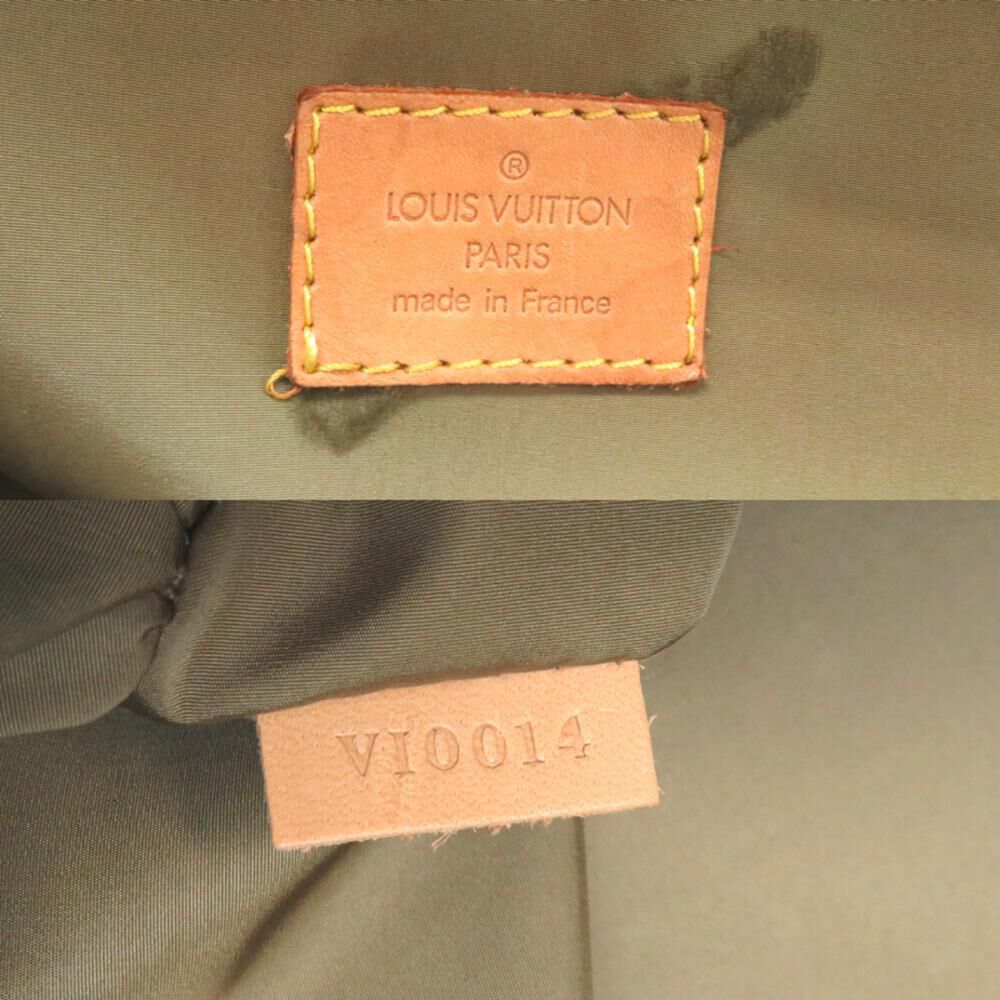 ®
LOUIS VUITTON
PARIS
made in France
VI0014